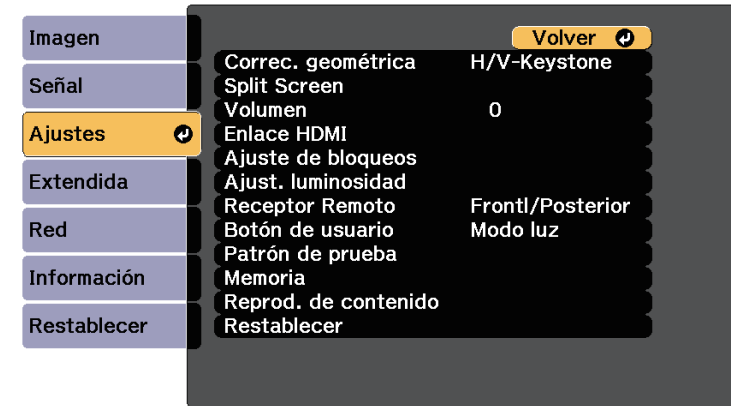 Imagen
Señal
Ajustes
Extendida
Red
Información
Restablecer
Volver
Correc. geométrica H/V-Keystone
Split Screen
Volumen 0
Enlace HDMI
Ajuste de bloqueos
Ajust. luminosidad
Receptor Remoto Frontl/Posterior
Botón de usuario Modo luz
Patrón de prueba
Memoria
Reprod. de contenido
Restablecer